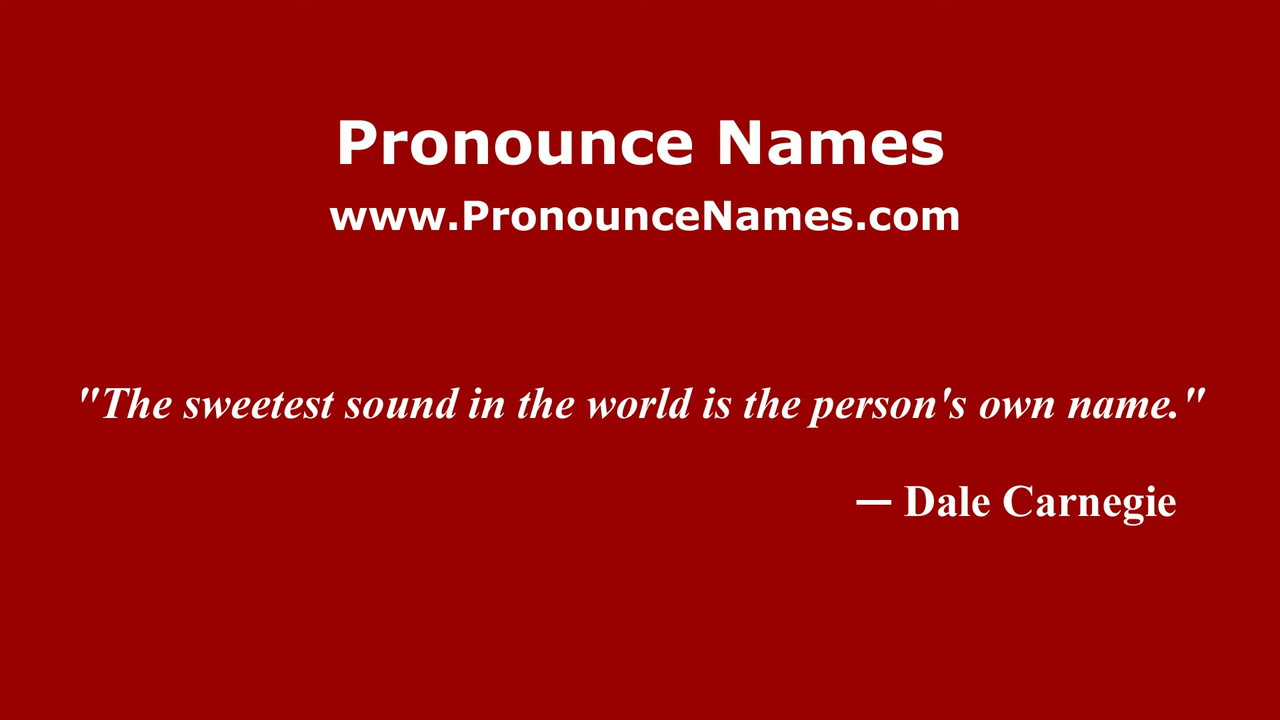 Pronounce Names
www.PronounceNames.com
"The sweetest sound in the world is the person's own name."
— Dale Carnegie